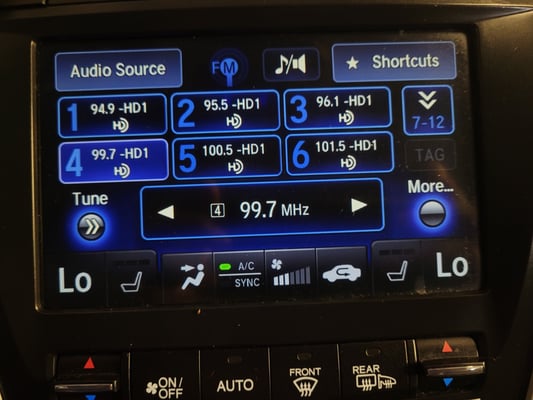 Audio Source
FM
★ Shortcuts
1 94.9 -HD1
2 95.5 -HD1
3 96.1 -HD1
7-12
4 99.7 -HD1
5 100.5 -HD1
6 101.5 -HD1
TAG
Tune
4 99.7 MHz
More...
Lo
A/C
SYNC
Lo
ON/
OFF
AUTO
FRONT
REAR